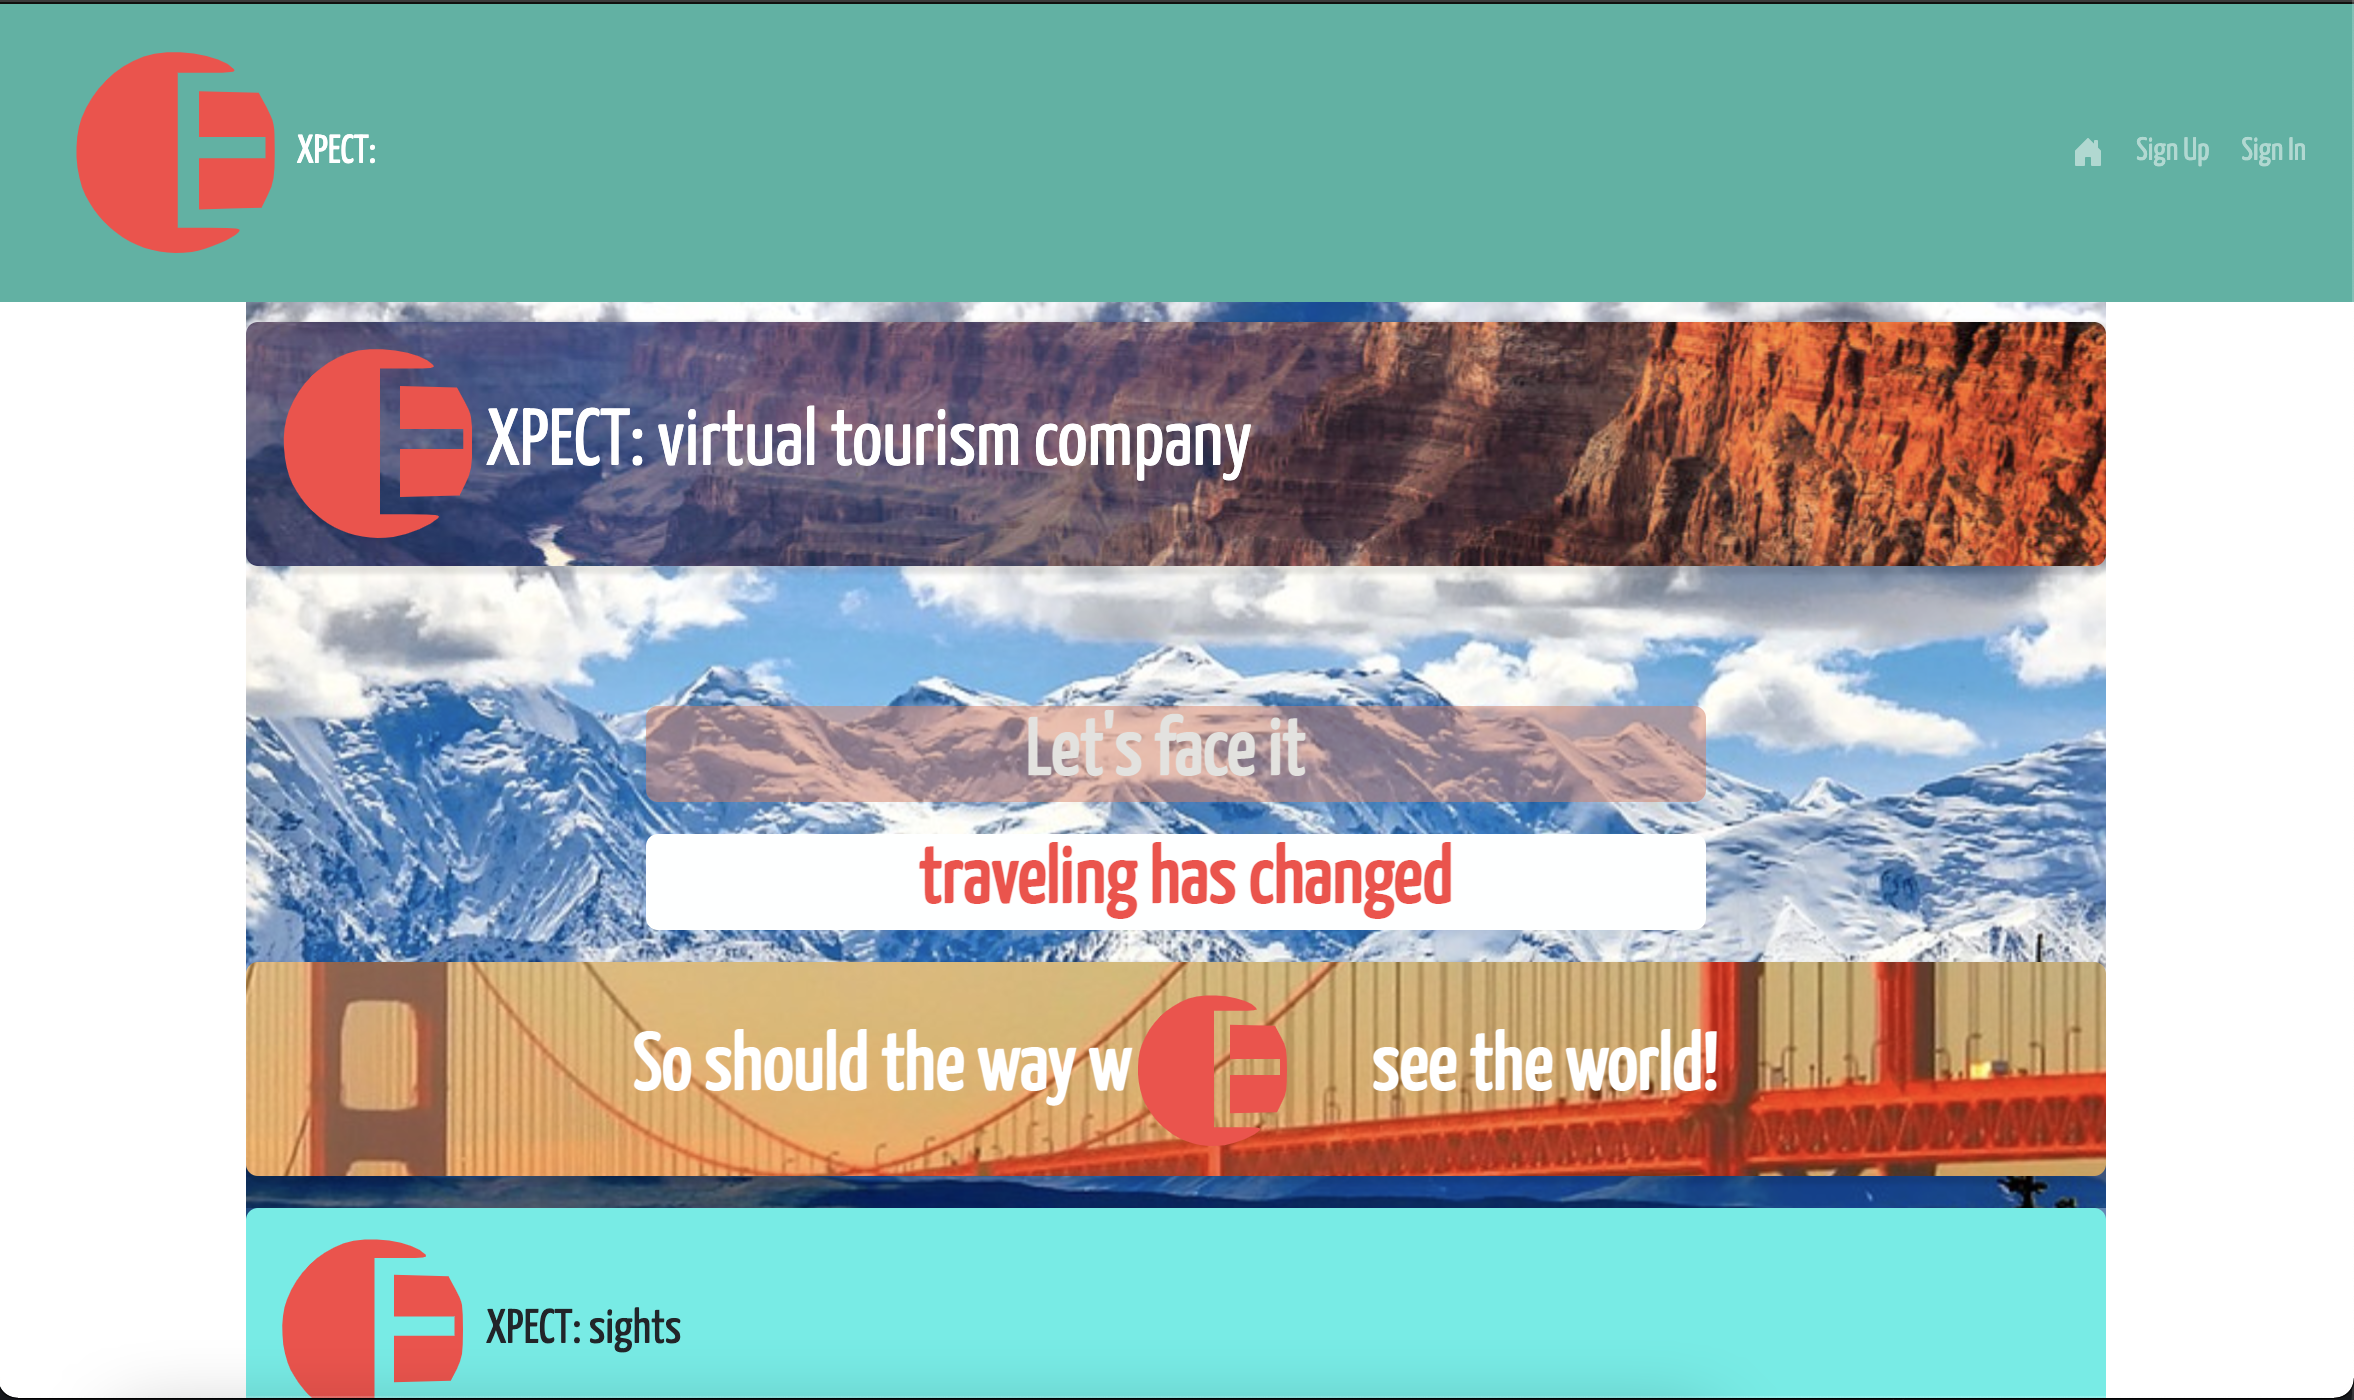 E XPECT:
Sign Up
Sign In
E XPECT: virtual tourism company
Let's face it
traveling has changed
So should the way w E see the world!
E XPECT: sights